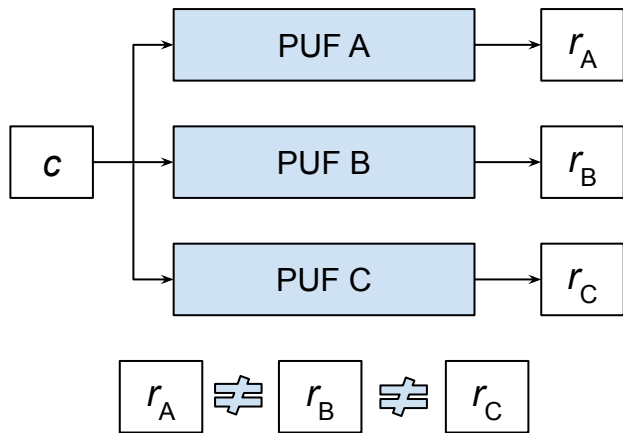 PUF A
r_A
c
PUF B
r_B
PUF C
r_C
r_A ≠ r_B ≠ r_C